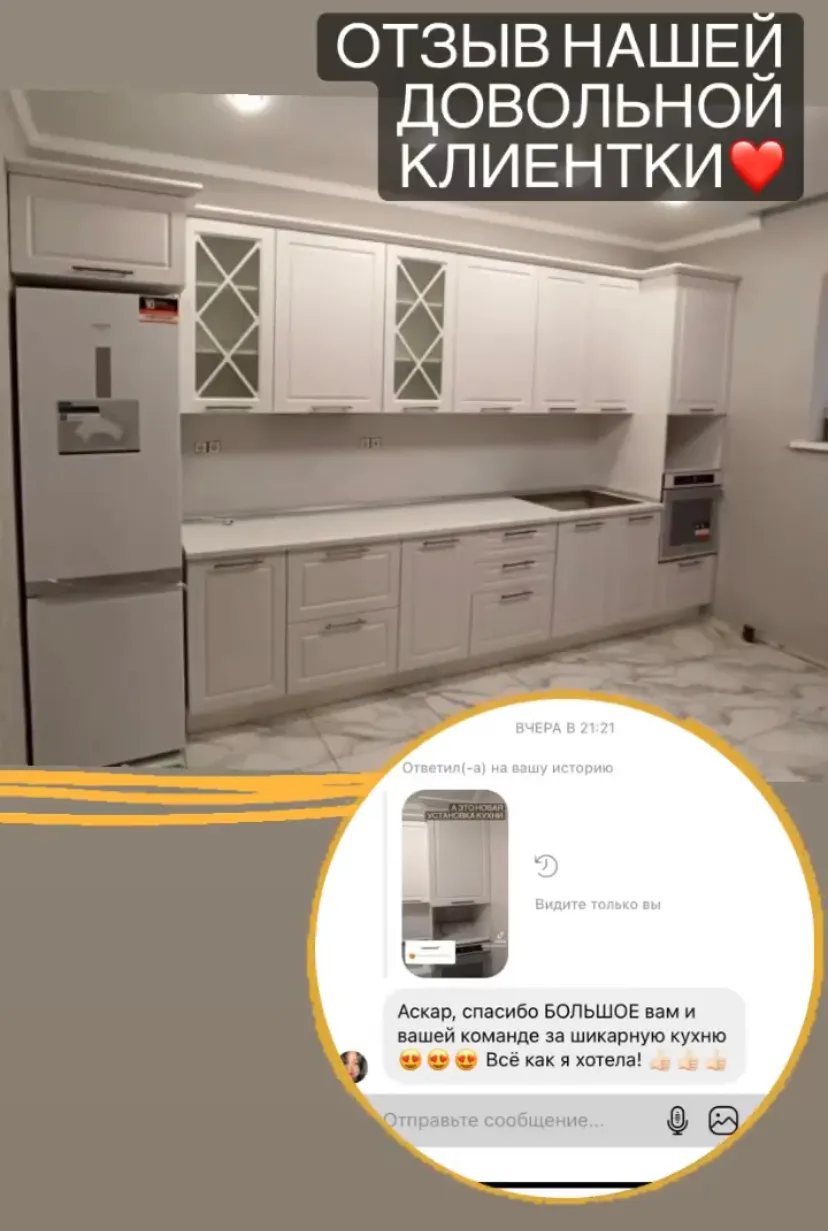 ОТЗЫВ НАШЕЙ
ДОВОЛЬНОЙ
КЛИЕНТКИ❤️
ВЧЕРА В 21:21
Ответил(-а) на вашу историю
А ЭТО НОВАЯ
УСТАНОВКА КУХНИ
Видите только вы
Аскар, спасибо БОЛЬШОЕ вам и
вашей команде за шикарную кухню
😍😍😍 Всё как я хотела! 👍🏻👍🏻👍🏻
Отправьте сообщение...